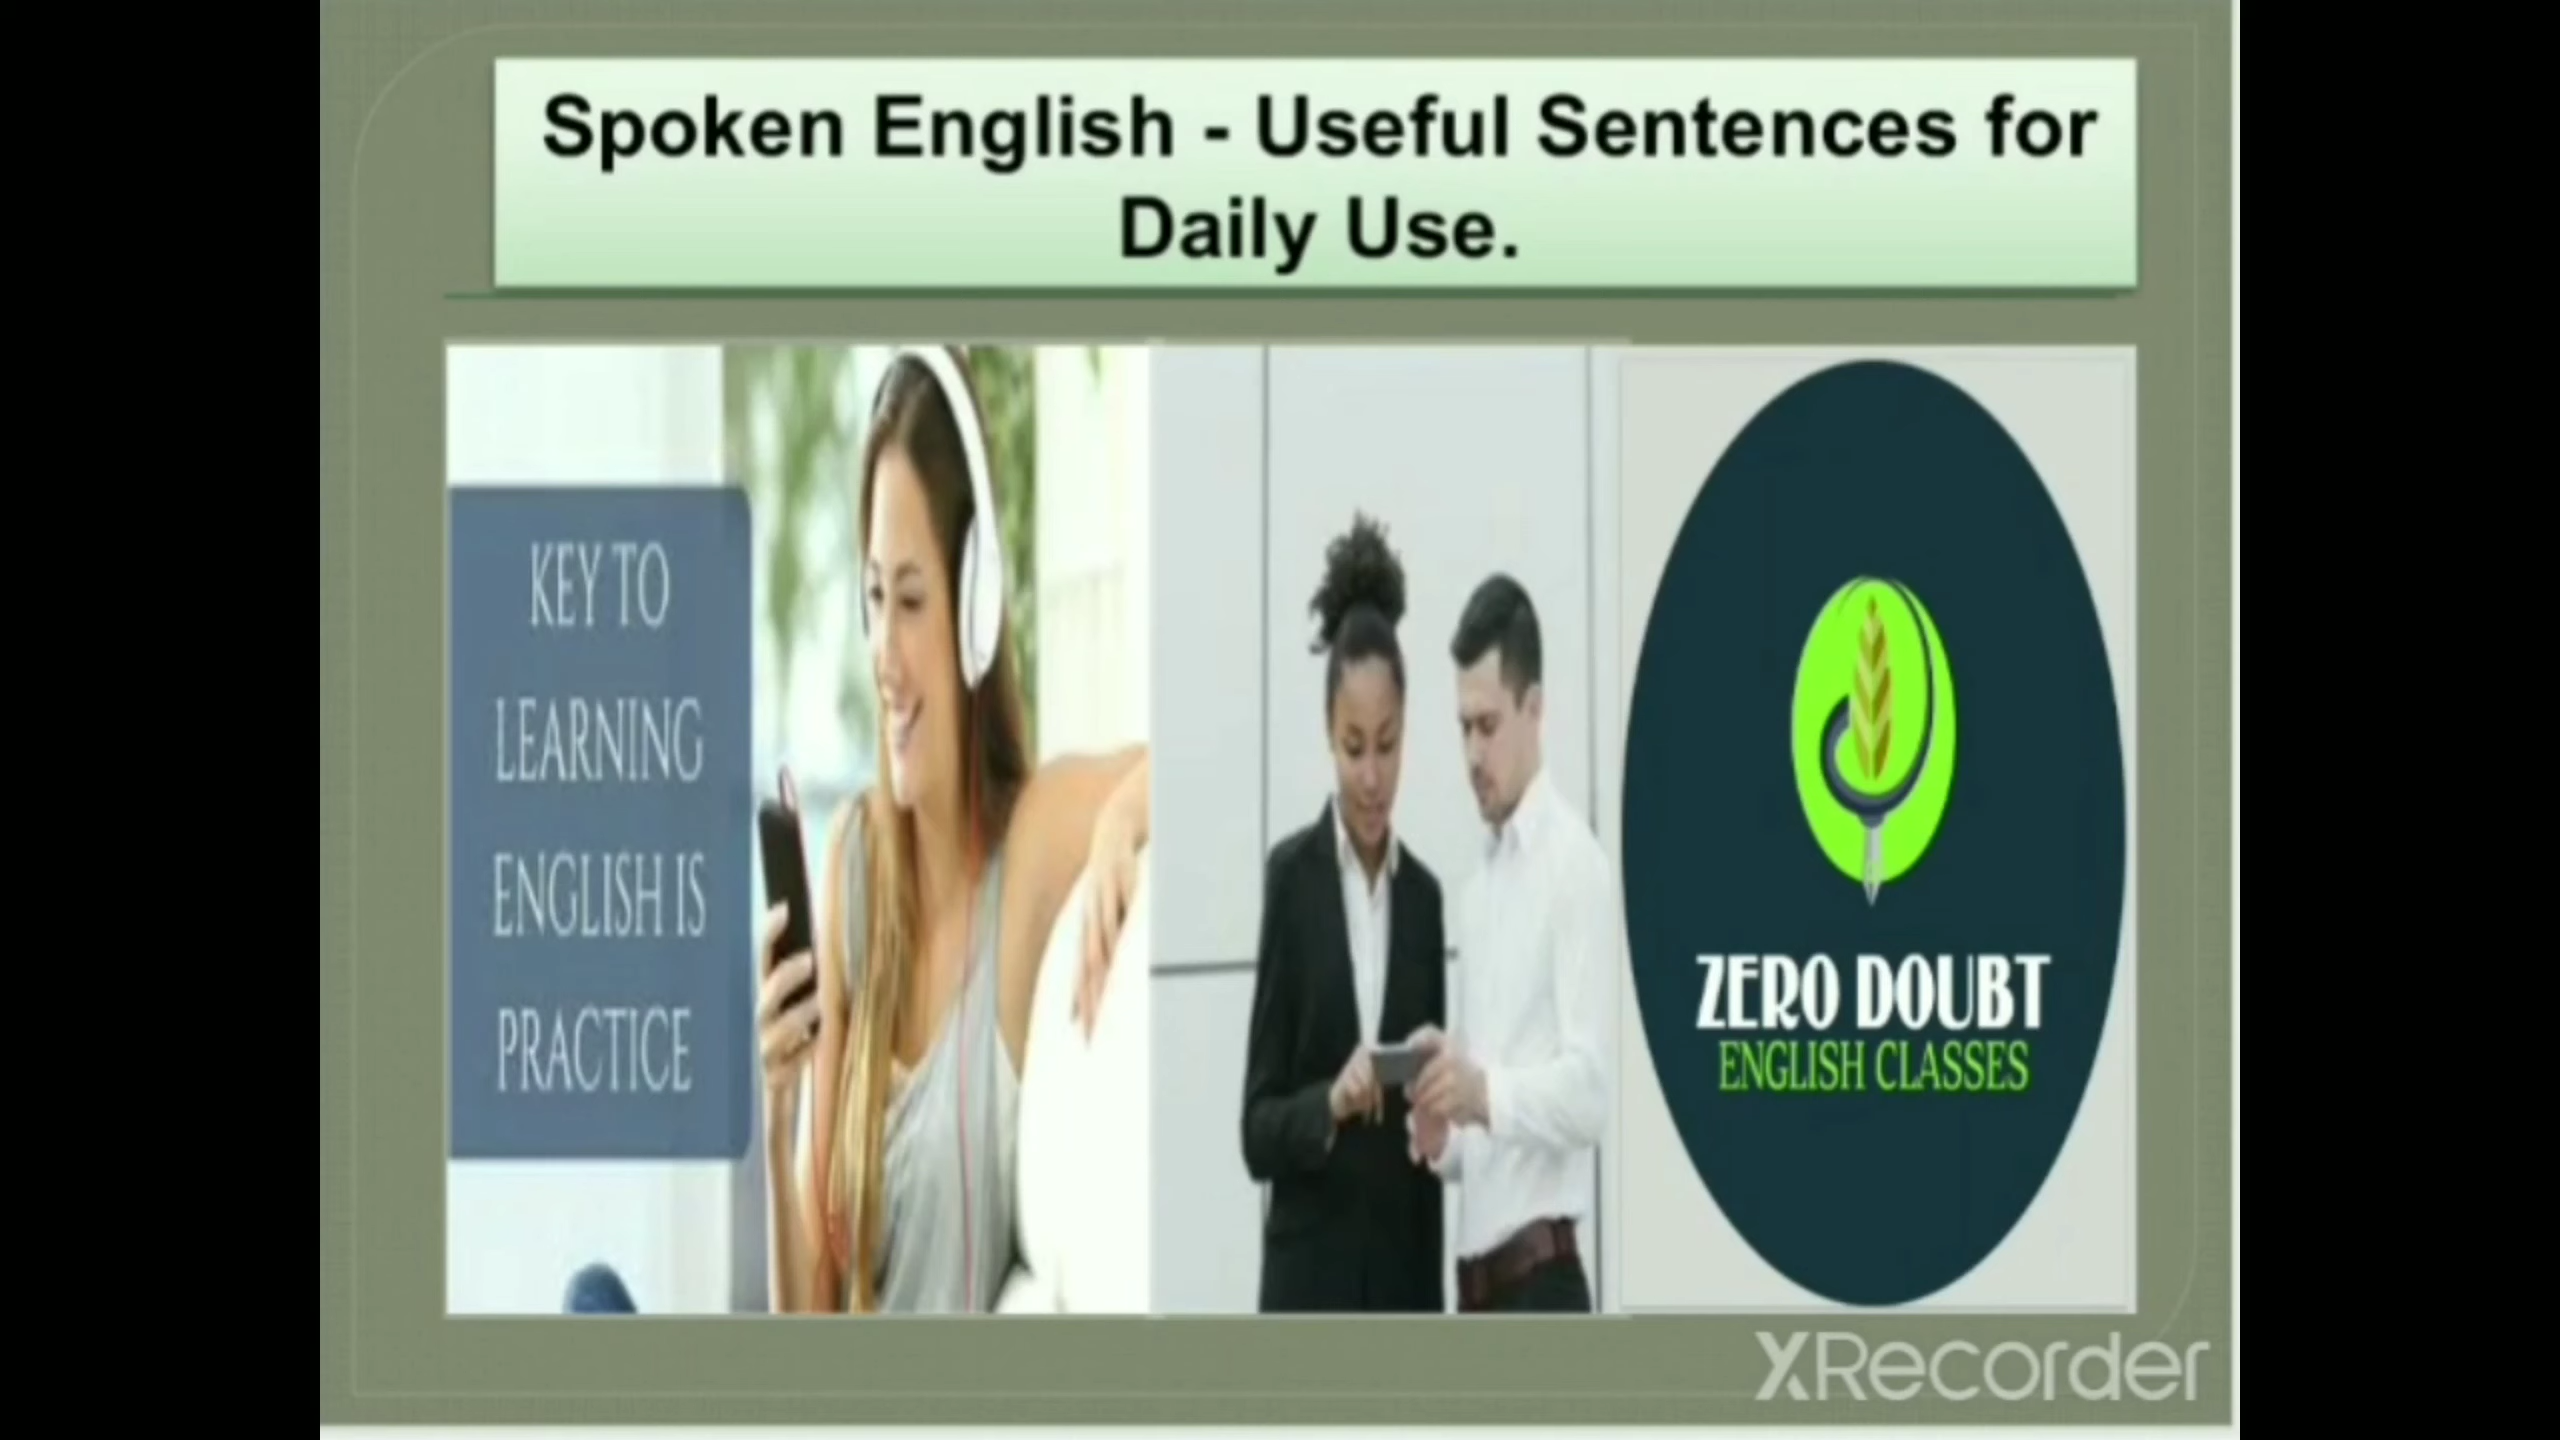 Spoken English - Useful Sentences for
Daily Use.
KEY TO
LEARNING
ENGLISH IS
PRACTICE
ZERO DOUBT
ENGLISH CLASSES
XRecorder